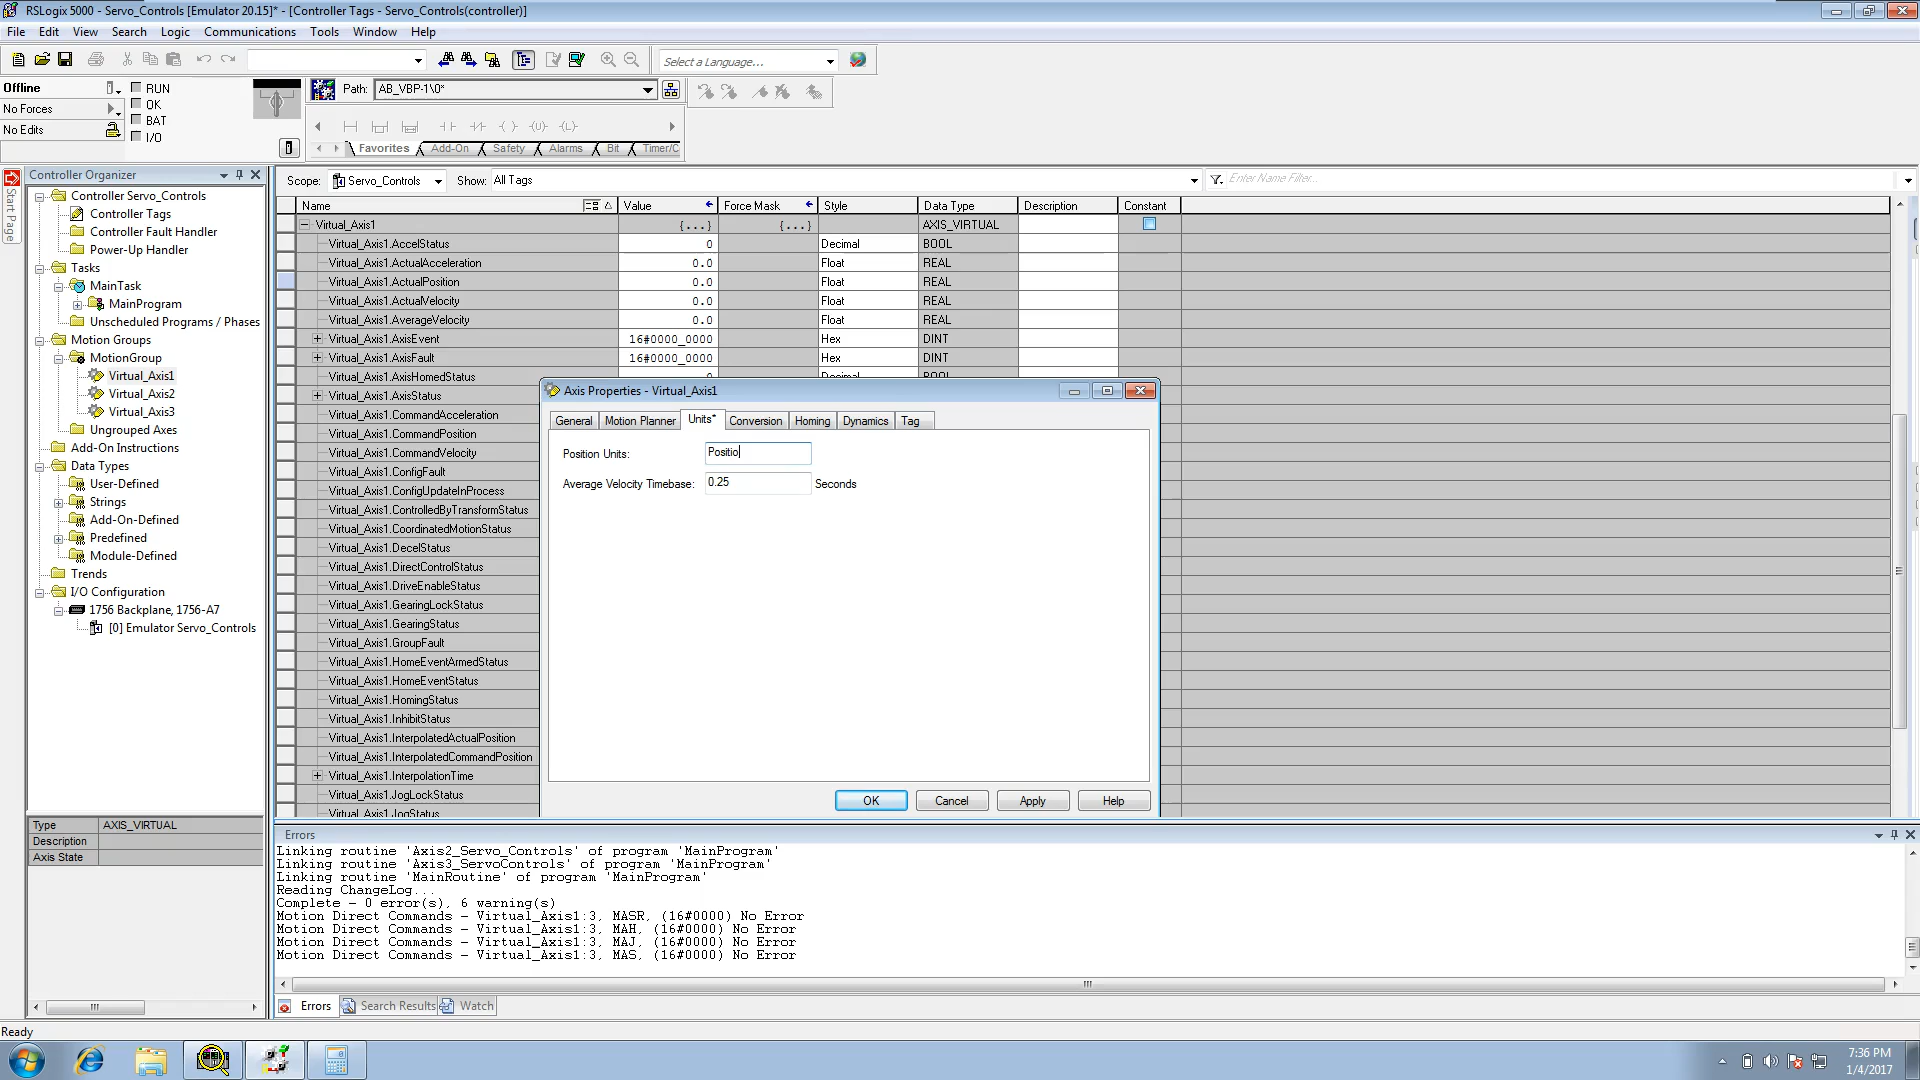 RSLogix 5000 - Servo_Controls [Emulator 20.15]* - [Controller Tags - Servo_Controls(controller)]
File Edit View Search Logic Communications Tools Window Help
Select a Language...
Offline RUN
No Forces OK
No Edits BAT
I/O
Path: AB_VBP-1\0*
Favorites Add-On Safety Alarms Bit Timer/C
Start Page
Controller Organizer
Controller Servo_Controls
Controller Tags
Controller Fault Handler
Power-Up Handler
Tasks
MainTask
MainProgram
Unscheduled Programs / Phases
Motion Groups
MotionGroup
Virtual_Axis1
Virtual_Axis2
Virtual_Axis3
Ungrouped Axes
Add-On Instructions
Data Types
User-Defined
Strings
Add-On-Defined
Predefined
Module-Defined
Trends
I/O Configuration
1756 Backplane, 1756-A7
[0] Emulator Servo_Controls
Type AXIS_VIRTUAL
Description
Axis State
Scope: Servo_Controls Show: All Tags Enter Name Filter...
Name Value Force Mask Style Data Type Description Constant
Virtual_Axis1 {...} {...} AXIS_VIRTUAL
Virtual_Axis1.AccelStatus 0 Decimal BOOL
Virtual_Axis1.ActualAcceleration 0.0 Float REAL
Virtual_Axis1.ActualPosition 0.0 Float REAL
Virtual_Axis1.ActualVelocity 0.0 Float REAL
Virtual_Axis1.AverageVelocity 0.0 Float REAL
Virtual_Axis1.AxisEvent 16#0000_0000 Hex DINT
Virtual_Axis1.AxisFault 16#0000_0000 Hex DINT
Virtual_Axis1.AxisHomedStatus 0 Decimal BOOL
Virtual_Axis1.AxisStatus
Virtual_Axis1.CommandAcceleration
Virtual_Axis1.CommandPosition
Virtual_Axis1.CommandVelocity
Virtual_Axis1.ConfigFault
Virtual_Axis1.ConfigUpdateInProcess
Virtual_Axis1.ControlledByTransformStatus
Virtual_Axis1.CoordinatedMotionStatus
Virtual_Axis1.DecelStatus
Virtual_Axis1.DirectControlStatus
Virtual_Axis1.DriveEnableStatus
Virtual_Axis1.GearingLockStatus
Virtual_Axis1.GearingStatus
Virtual_Axis1.GroupFault
Virtual_Axis1.HomeEventArmedStatus
Virtual_Axis1.HomeEventStatus
Virtual_Axis1.HomingStatus
Virtual_Axis1.InhibitStatus
Virtual_Axis1.InterpolatedActualPosition
Virtual_Axis1.InterpolatedCommandPosition
Virtual_Axis1.InterpolationTime
Virtual_Axis1.JogLockStatus
Virtual_Axis1.JogStatus
Axis Properties - Virtual_Axis1
General Motion Planner Units* Conversion Homing Dynamics Tag
Position Units: Positio
Average Velocity Timebase: 0.25 Seconds
OK Cancel Apply Help
Errors
Linking routine 'Axis2_Servo_Controls' of program 'MainProgram'
Linking routine 'Axis3_ServoControls' of program 'MainProgram'
Linking routine 'MainRoutine' of program 'MainProgram'
Reading ChangeLog...
Complete - 0 error(s), 6 warning(s)
Motion Direct Commands - Virtual_Axis1:3, MASR, (16#0000) No Error
Motion Direct Commands - Virtual_Axis1:3, MAH, (16#0000) No Error
Motion Direct Commands - Virtual_Axis1:3, MAJ, (16#0000) No Error
Motion Direct Commands - Virtual_Axis1:3, MAS, (16#0000) No Error
Errors Search Results Watch
Ready
7:36 PM
1/4/2017